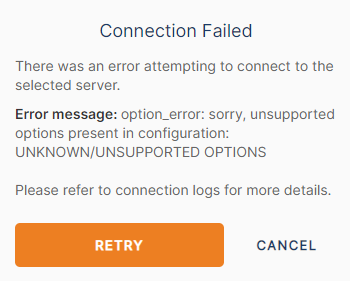 Connection Failed
There was an error attempting to connect to the
selected server.
Error message: option_error: sorry, unsupported
options present in configuration:
UNKNOWN/UNSUPPORTED OPTIONS
Please refer to connection logs for more details.
RETRY
CANCEL